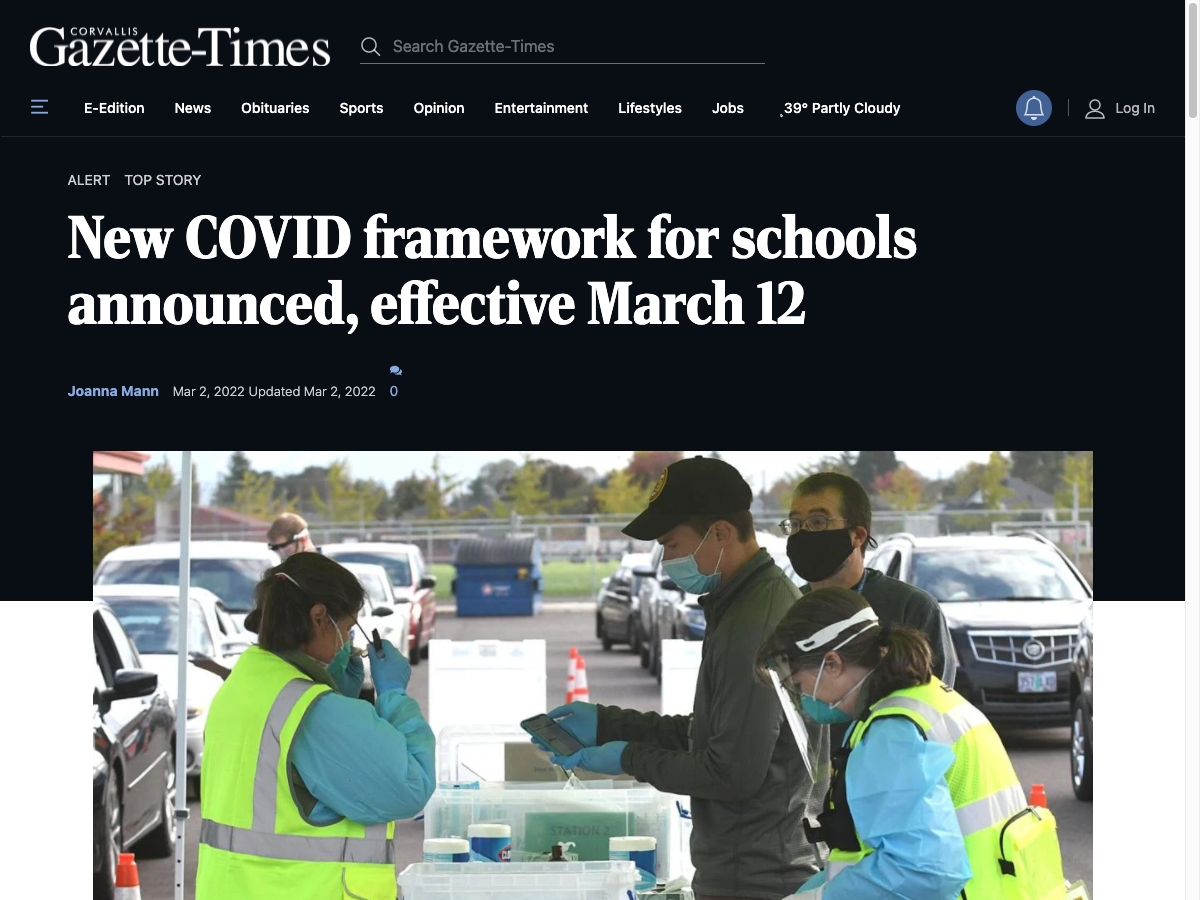 CORVALLIS
Gazette-Times
Search Gazette-Times
E-Edition News Obituaries Sports Opinion Entertainment Lifestyles Jobs 39° Partly Cloudy Log In
ALERT TOP STORY
New COVID framework for schools
announced, effective March 12
Joanna Mann Mar 2, 2022 Updated Mar 2, 2022 0
STATION 2